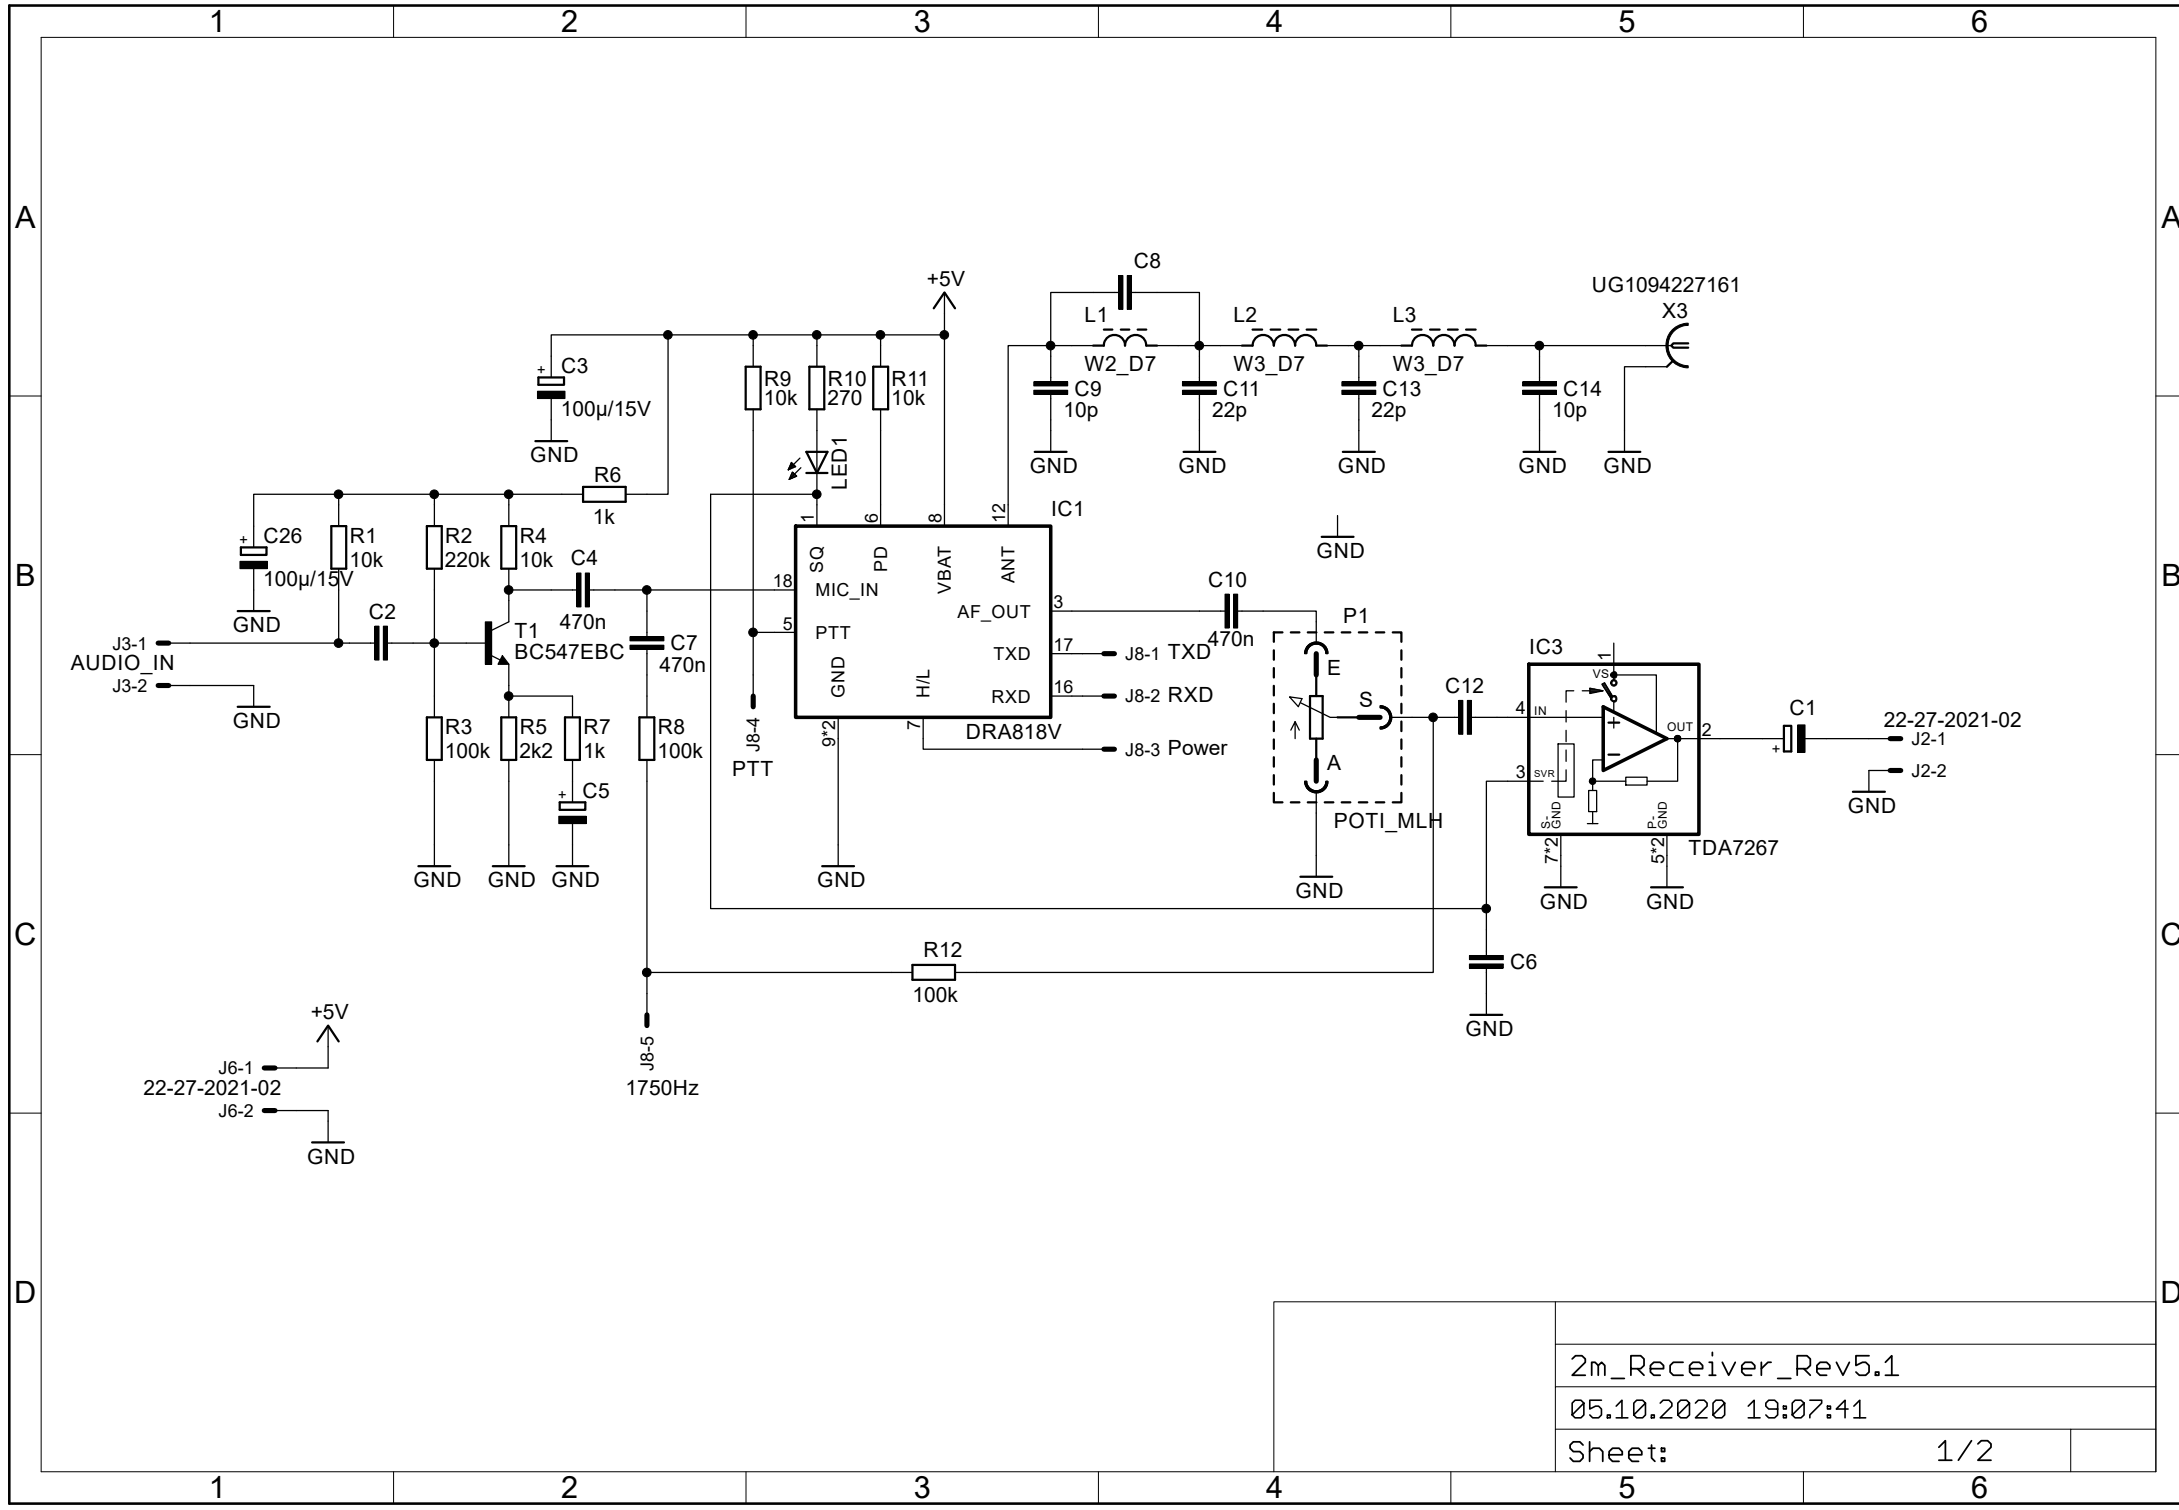 1 2 3 4 5 6
A A
C8
+5V
UG1094227161
X3
L1 L2 L3
W2_D7 W3_D7 W3_D7
+ C3
100µ/15V
R9 10k
R10 270
R11 10k
C9 10p
C11 22p
C13 22p
C14 10p
GND
LED1
GND GND GND GND GND
R6
1k
1 6 8 12
IC1
GND
B B
+ C26
100µ/15V
R1 10k
R2 220k
R4 10k
C4
470n
SQ PD VBAT ANT
18 MIC_IN
AF_OUT 3
C10
470n
P1
GND
C2
J3-1
AUDIO_IN
J3-2
GND
T1
BC547EBC
C7
470n
5 PTT
TXD 17 J8-1 TXD
RXD 16 J8-2 RXD
GND H/L
9*2 7
DRA818V
J8-3 Power
E
S
A
POTI_MLH
C12
IC3
1
VS
4 IN
+
−
OUT 2
3 SVR
S-GND
P-GND
7*2 5*2
TDA7267
C1
+
22-27-2021-02
J2-1
J2-2
GND
R3 100k
R5 2k2
R7 1k
R8 100k
J8-4
PTT
+ C5
GND GND GND
GND
GND
GND GND
C C
R12
100k
C6
GND
J8-5
1750Hz
+5V
J6-1
22-27-2021-02
J6-2
GND
D D
2m_Receiver_Rev5.1
05.10.2020 19:07:41
Sheet: 1/2
1 2 3 4 5 6